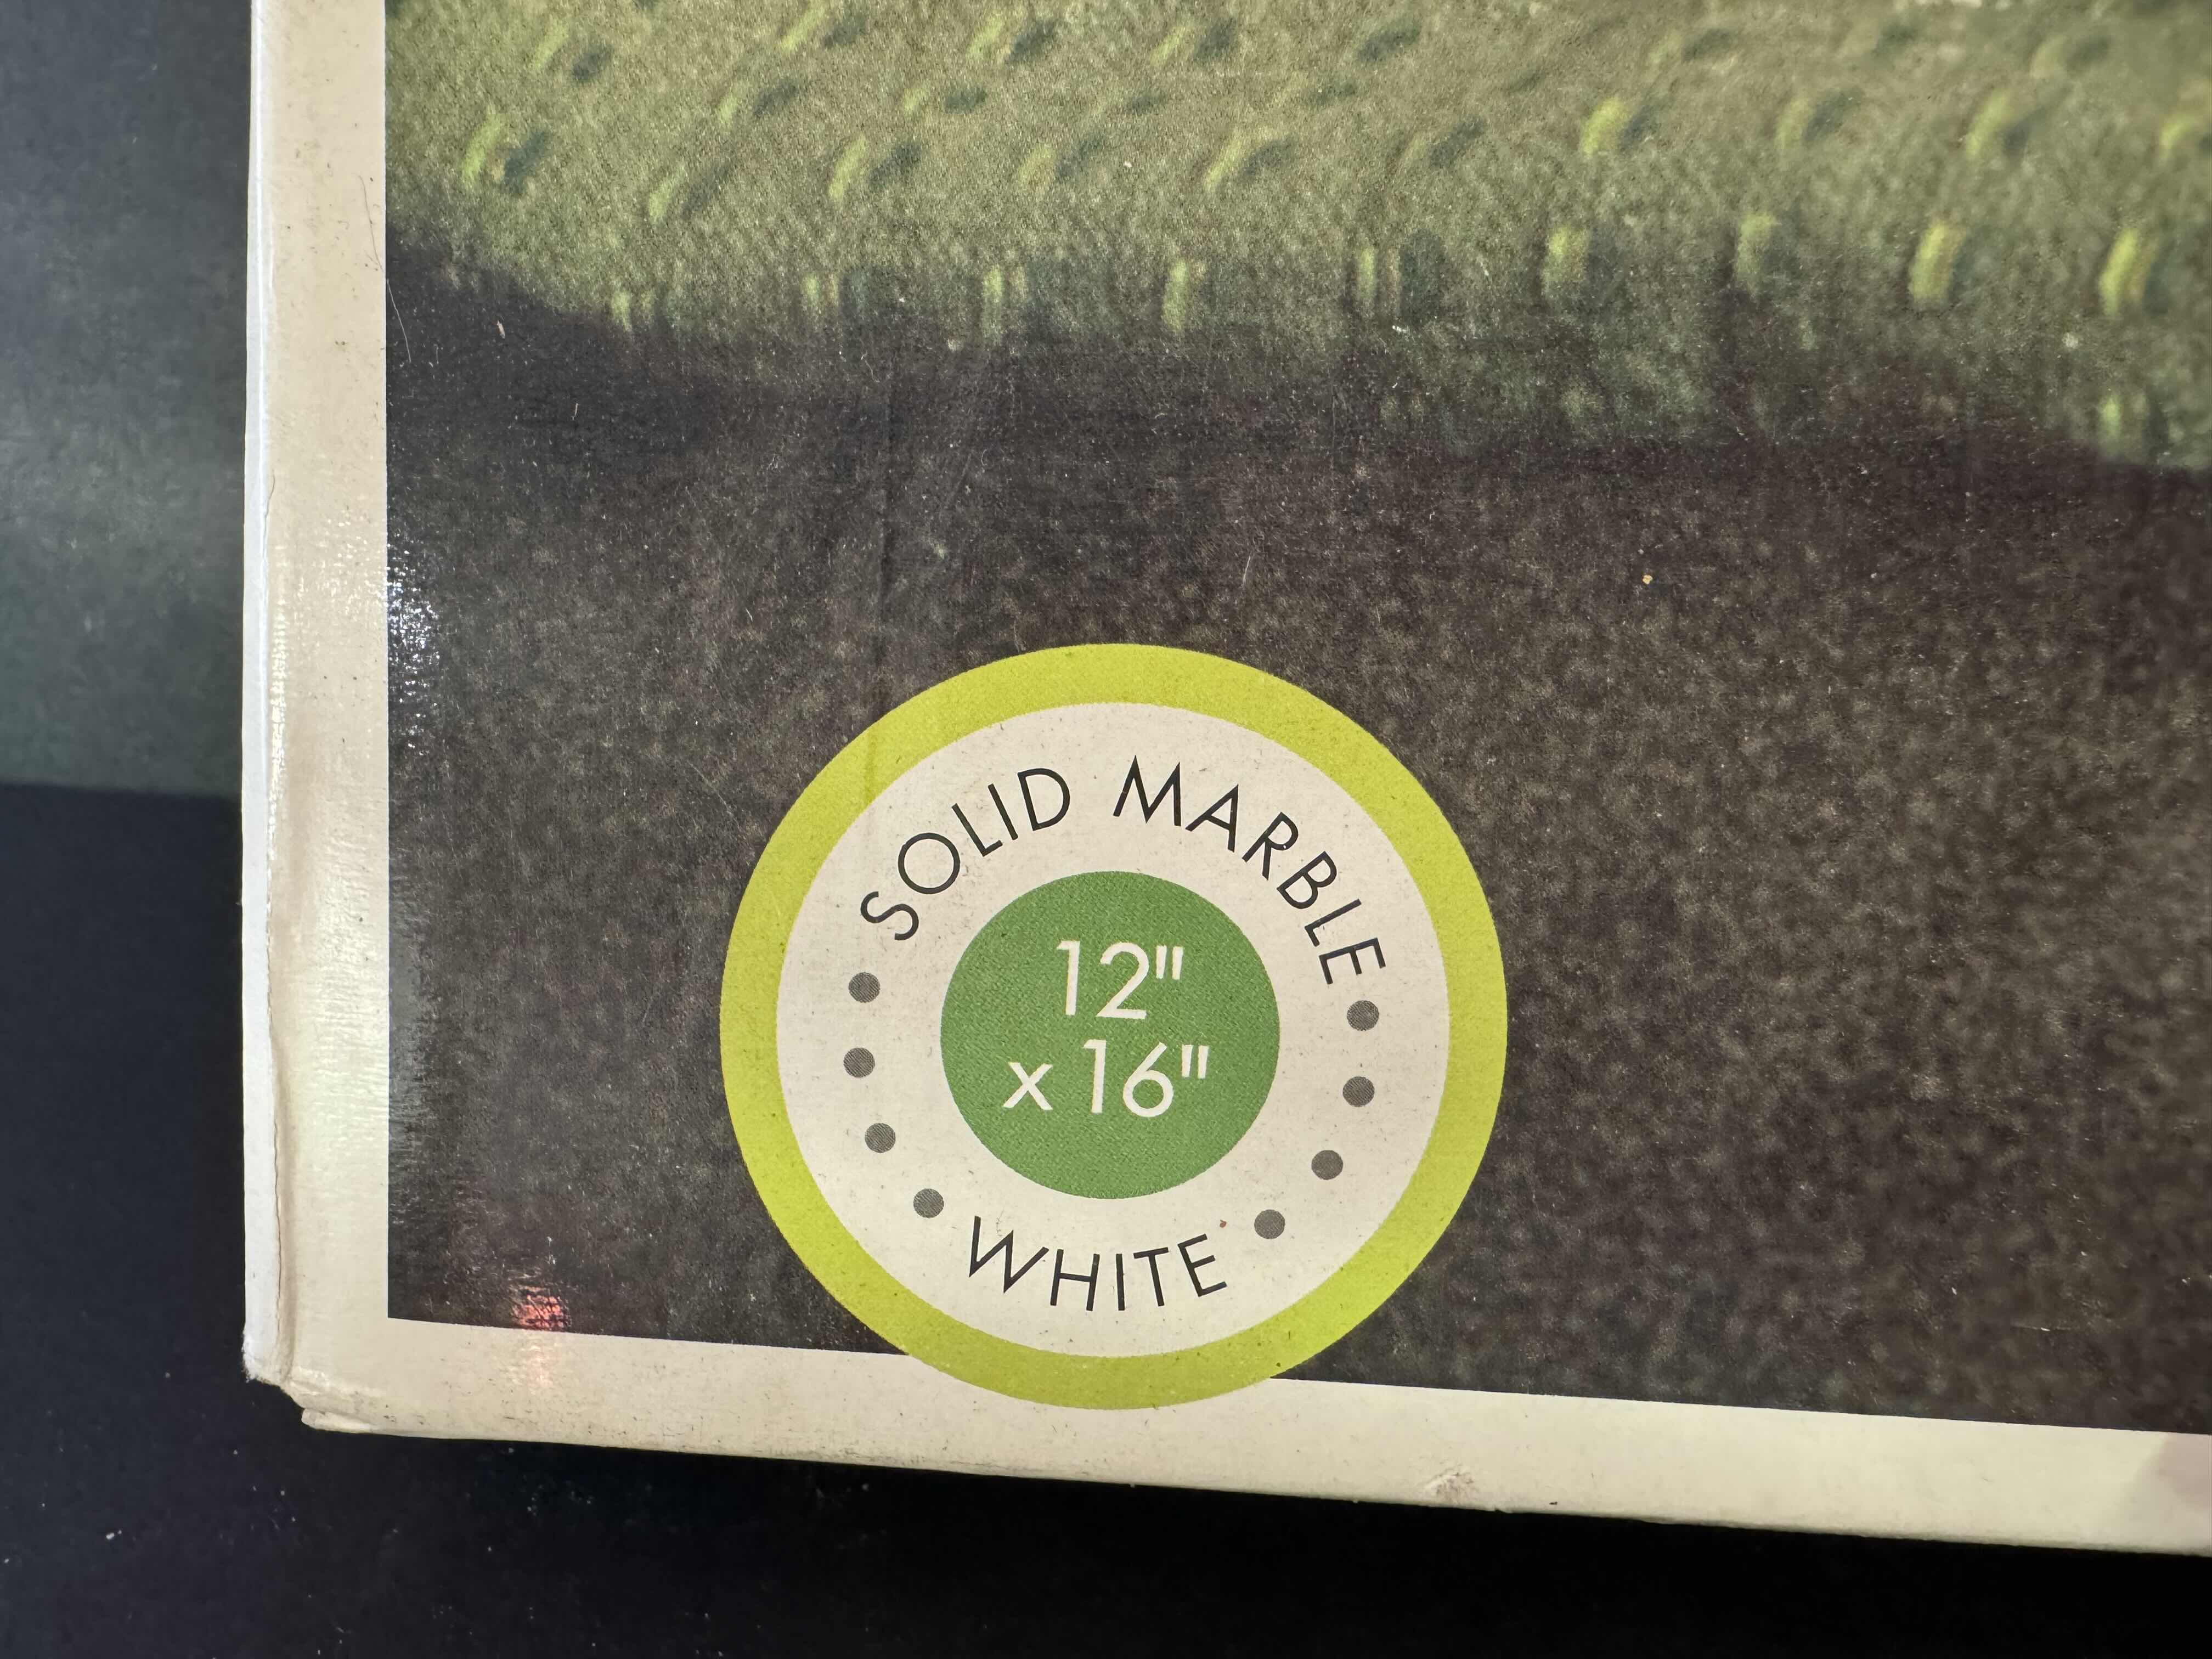 SOLID MARBLE
12"
x 16"
WHITE